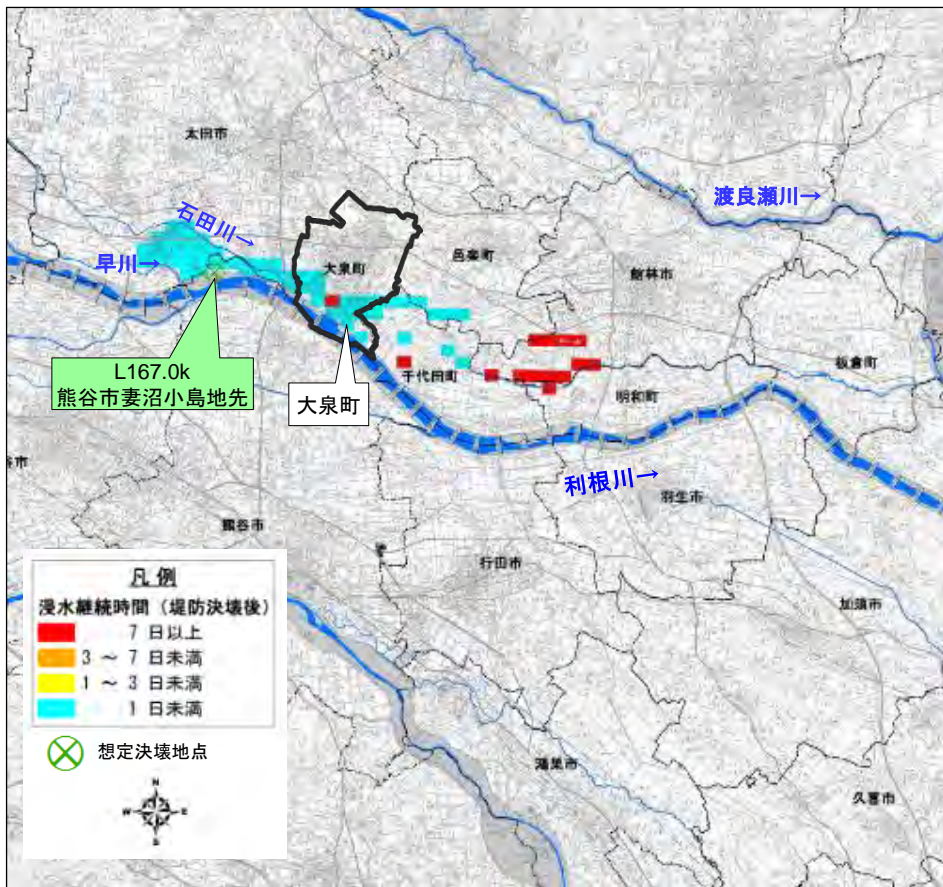 太田市
渡良瀬川→
石田川→
早川→
大泉町
邑楽町
館林市
L167.0k
熊谷市妻沼小島地先
大泉町
千代田町
板倉町
明和町
利根川→
羽生市
谷市
熊谷市
行田市
加須市
鴻巣市
久喜市
凡例
浸水継続時間（堤防決壊後）
7 日以上
3 ～ 7 日未満
1 ～ 3 日未満
1 日未満
想定決壊地点
N
W
E
S